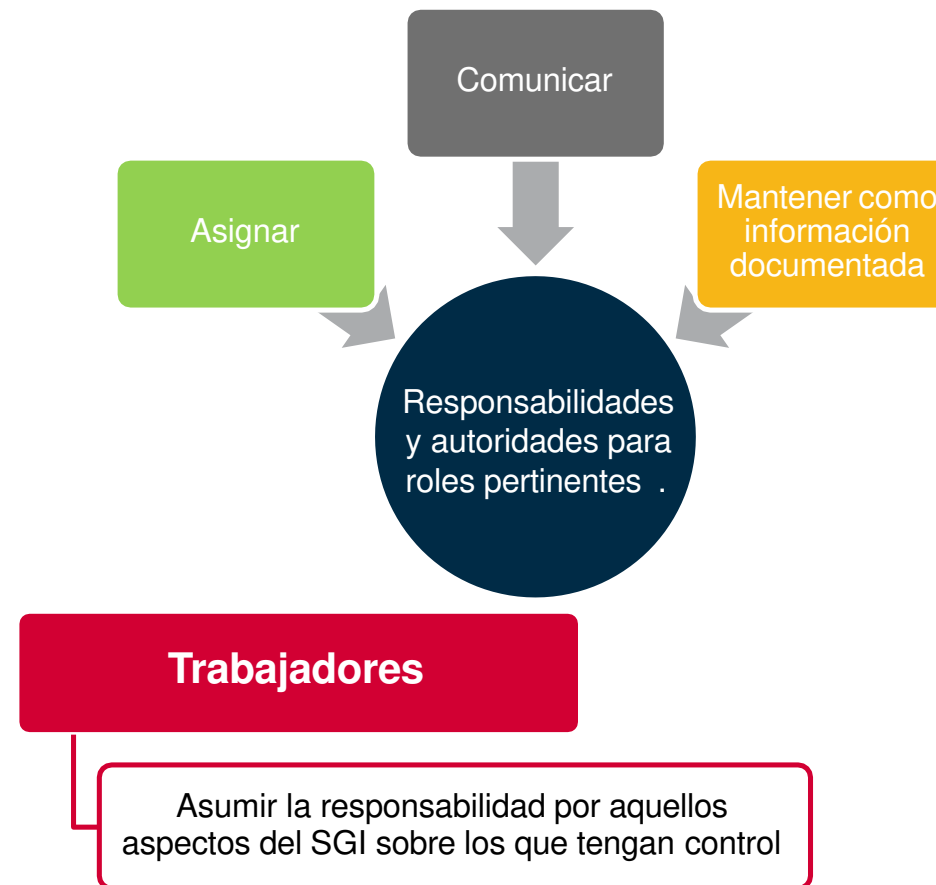 Comunicar
Asignar
Mantener como
información
documentada
Responsabilidades
y autoridades para
roles pertinentes .
Trabajadores
Asumir la responsabilidad por aquellos
aspectos del SGI sobre los que tengan control